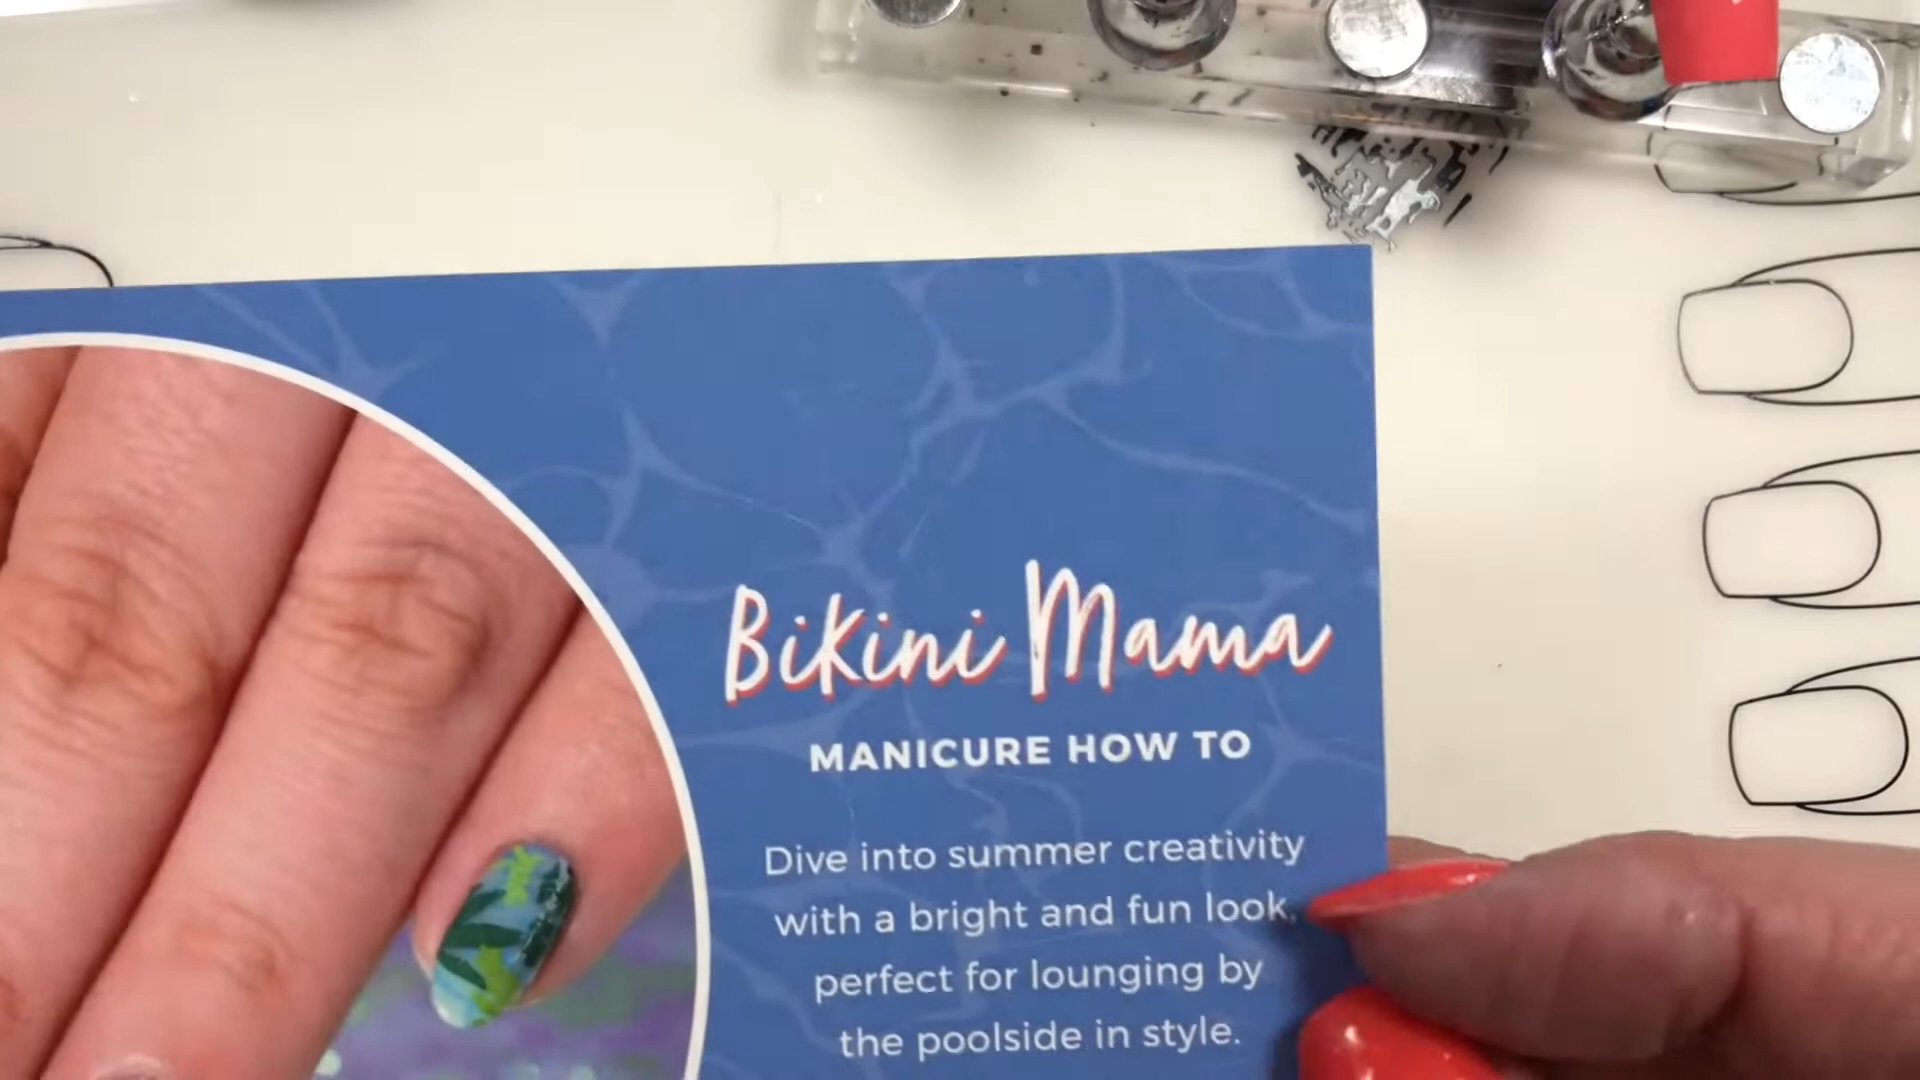 Bikini Mama
MANICURE HOW TO
Dive into summer creativity
with a bright and fun look,
perfect for lounging by
the poolside in style.